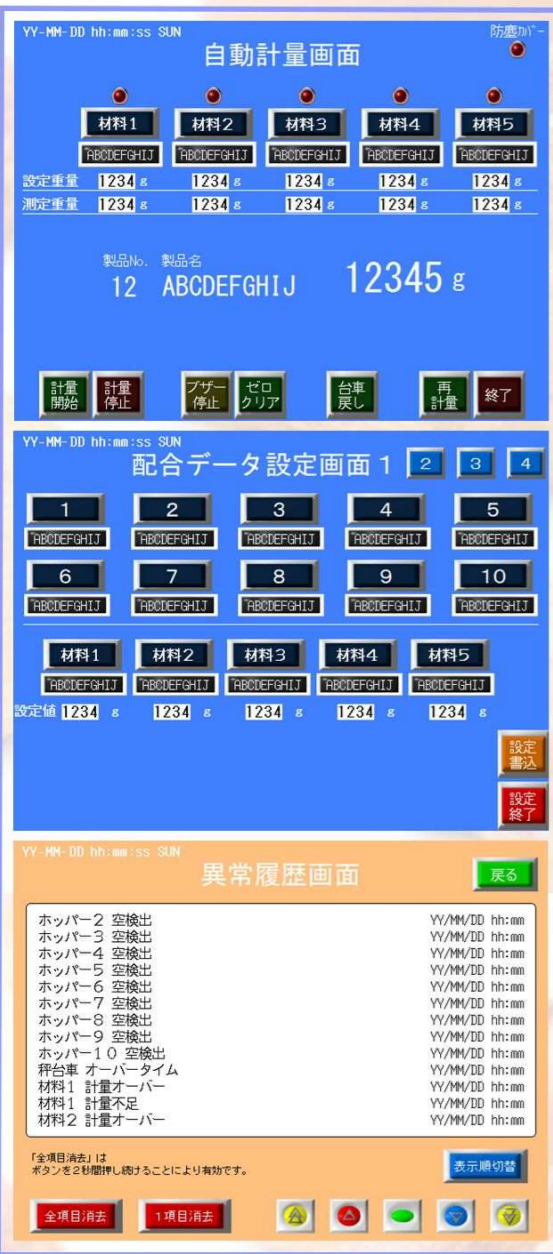 YY-MM-DD hh:mm:ss SUN
防塵カバー
自動計量画面
材料1 材料2 材料3 材料4 材料5
ABCDEFGHIJ ABCDEFGHIJ ABCDEFGHIJ ABCDEFGHIJ ABCDEFGHIJ
設定重量 1234 g 1234 g 1234 g 1234 g 1234 g
測定重量 1234 g 1234 g 1234 g 1234 g 1234 g
製品No. 製品名
12 ABCDEFGHIJ 12345 g
計量開始 計量停止 ブザー停止 ゼロクリア 台車戻し 再計量 終了
YY-MM-DD hh:mm:ss SUN
配合データ設定画面1 2 3 4
1 2 3 4 5
ABCDEFGHIJ ABCDEFGHIJ ABCDEFGHIJ ABCDEFGHIJ ABCDEFGHIJ
6 7 8 9 10
ABCDEFGHIJ ABCDEFGHIJ ABCDEFGHIJ ABCDEFGHIJ ABCDEFGHIJ
材料1 材料2 材料3 材料4 材料5
ABCDEFGHIJ ABCDEFGHIJ ABCDEFGHIJ ABCDEFGHIJ ABCDEFGHIJ
設定値 1234 g 1234 g 1234 g 1234 g 1234 g
設定書込
設定終了
YY-MM-DD hh:mm:ss SUN
異常履歴画面
戻る
ホッパー2 空検出 YY/MM/DD hh:mm
ホッパー3 空検出 YY/MM/DD hh:mm
ホッパー4 空検出 YY/MM/DD hh:mm
ホッパー5 空検出 YY/MM/DD hh:mm
ホッパー6 空検出 YY/MM/DD hh:mm
ホッパー7 空検出 YY/MM/DD hh:mm
ホッパー8 空検出 YY/MM/DD hh:mm
ホッパー9 空検出 YY/MM/DD hh:mm
ホッパー10 空検出 YY/MM/DD hh:mm
秤台車 オーバータイム YY/MM/DD hh:mm
材料1 計量オーバー YY/MM/DD hh:mm
材料1 計量不足 YY/MM/DD hh:mm
材料2 計量オーバー YY/MM/DD hh:mm
「全項目消去」は
ボタンを2秒間押し続けることにより有効です。
表示順切替
全項目消去 1項目消去